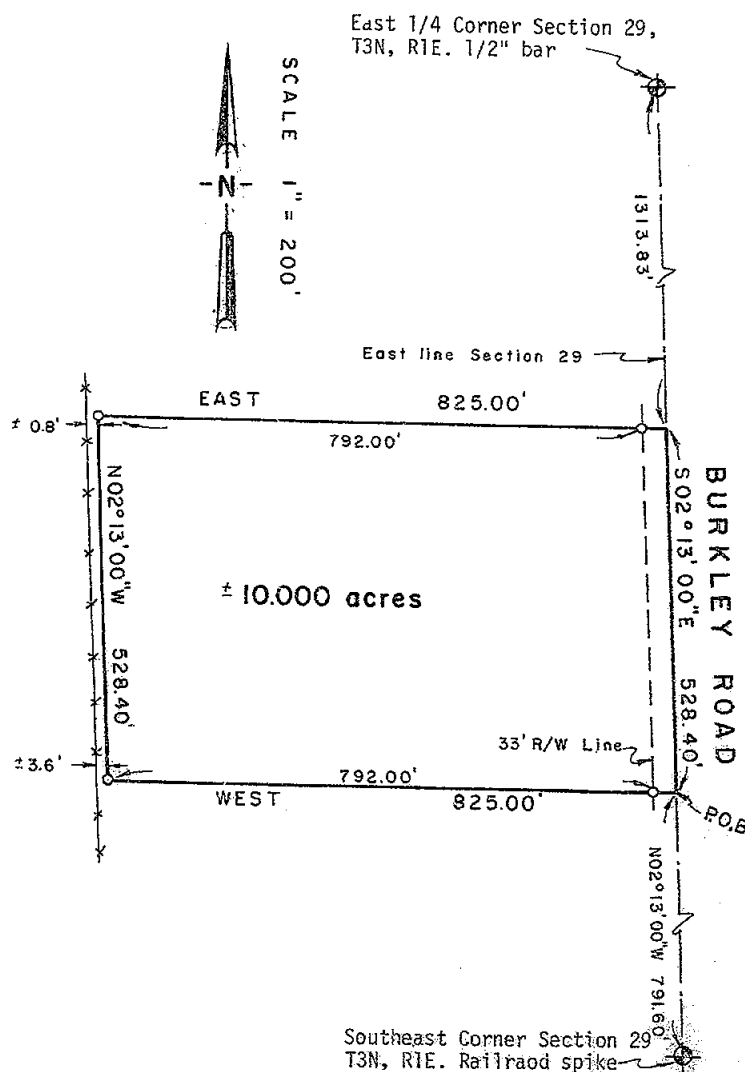 East 1/4 Corner Section 29,
T3N, R1E. 1/2" bar
SCALE 1" = 200'
N
1313.83'
East line Section 29
EAST 825.00'
± 0.8'
792.00'
N02°13'00"W 528.40'
S02°13'00"E 528.40'
BURKLEY ROAD
± 10.000 acres
33' R/W Line
±3.6'
792.00'
WEST 825.00'
P.O.B
N02°13'00"W 791.60
Southeast Corner Section 29
T3N, R1E. Railraod spike